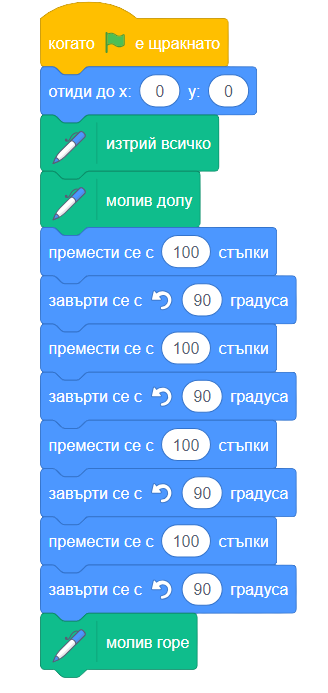 когато е щракнато
отиди до x: 0 y: 0
изтрий всичко
молив долу
премести се с 100 стъпки
завърти се с 90 градуса
премести се с 100 стъпки
завърти се с 90 градуса
премести се с 100 стъпки
завърти се с 90 градуса
премести се с 100 стъпки
завърти се с 90 градуса
молив горе